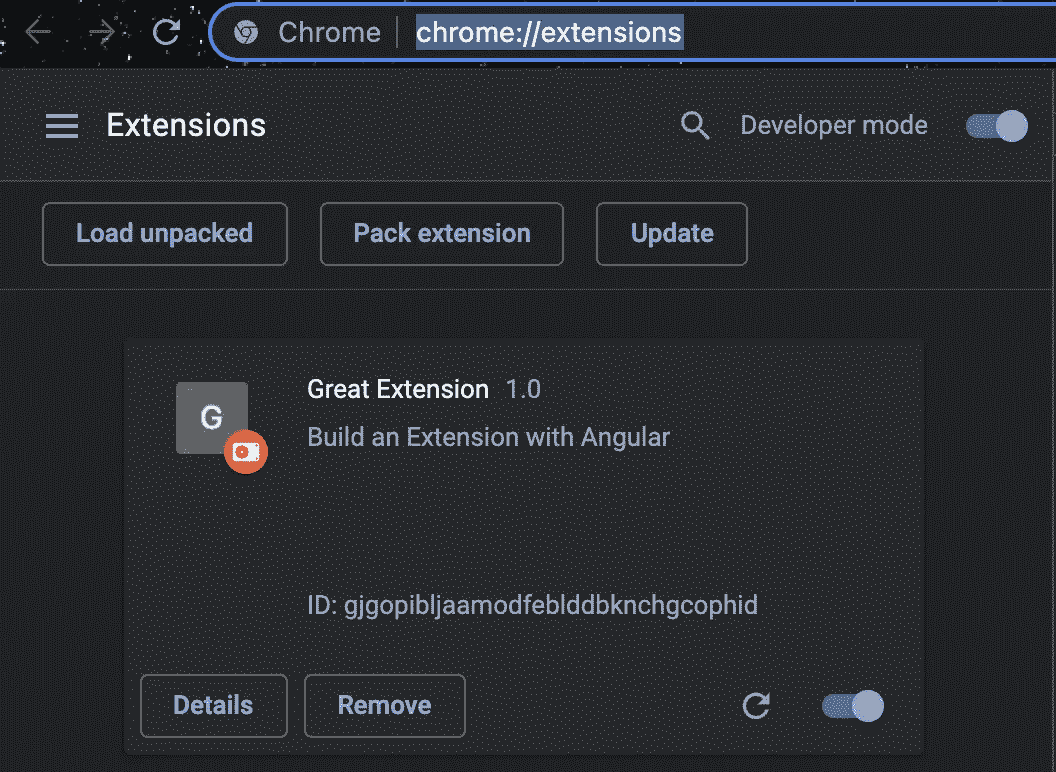 Chrome chrome://extensions
Extensions Developer mode
Load unpacked Pack extension Update
G
Great Extension 1.0
Build an Extension with Angular
ID: gjgopibljaamodfeblddbknchgcophid
Details Remove